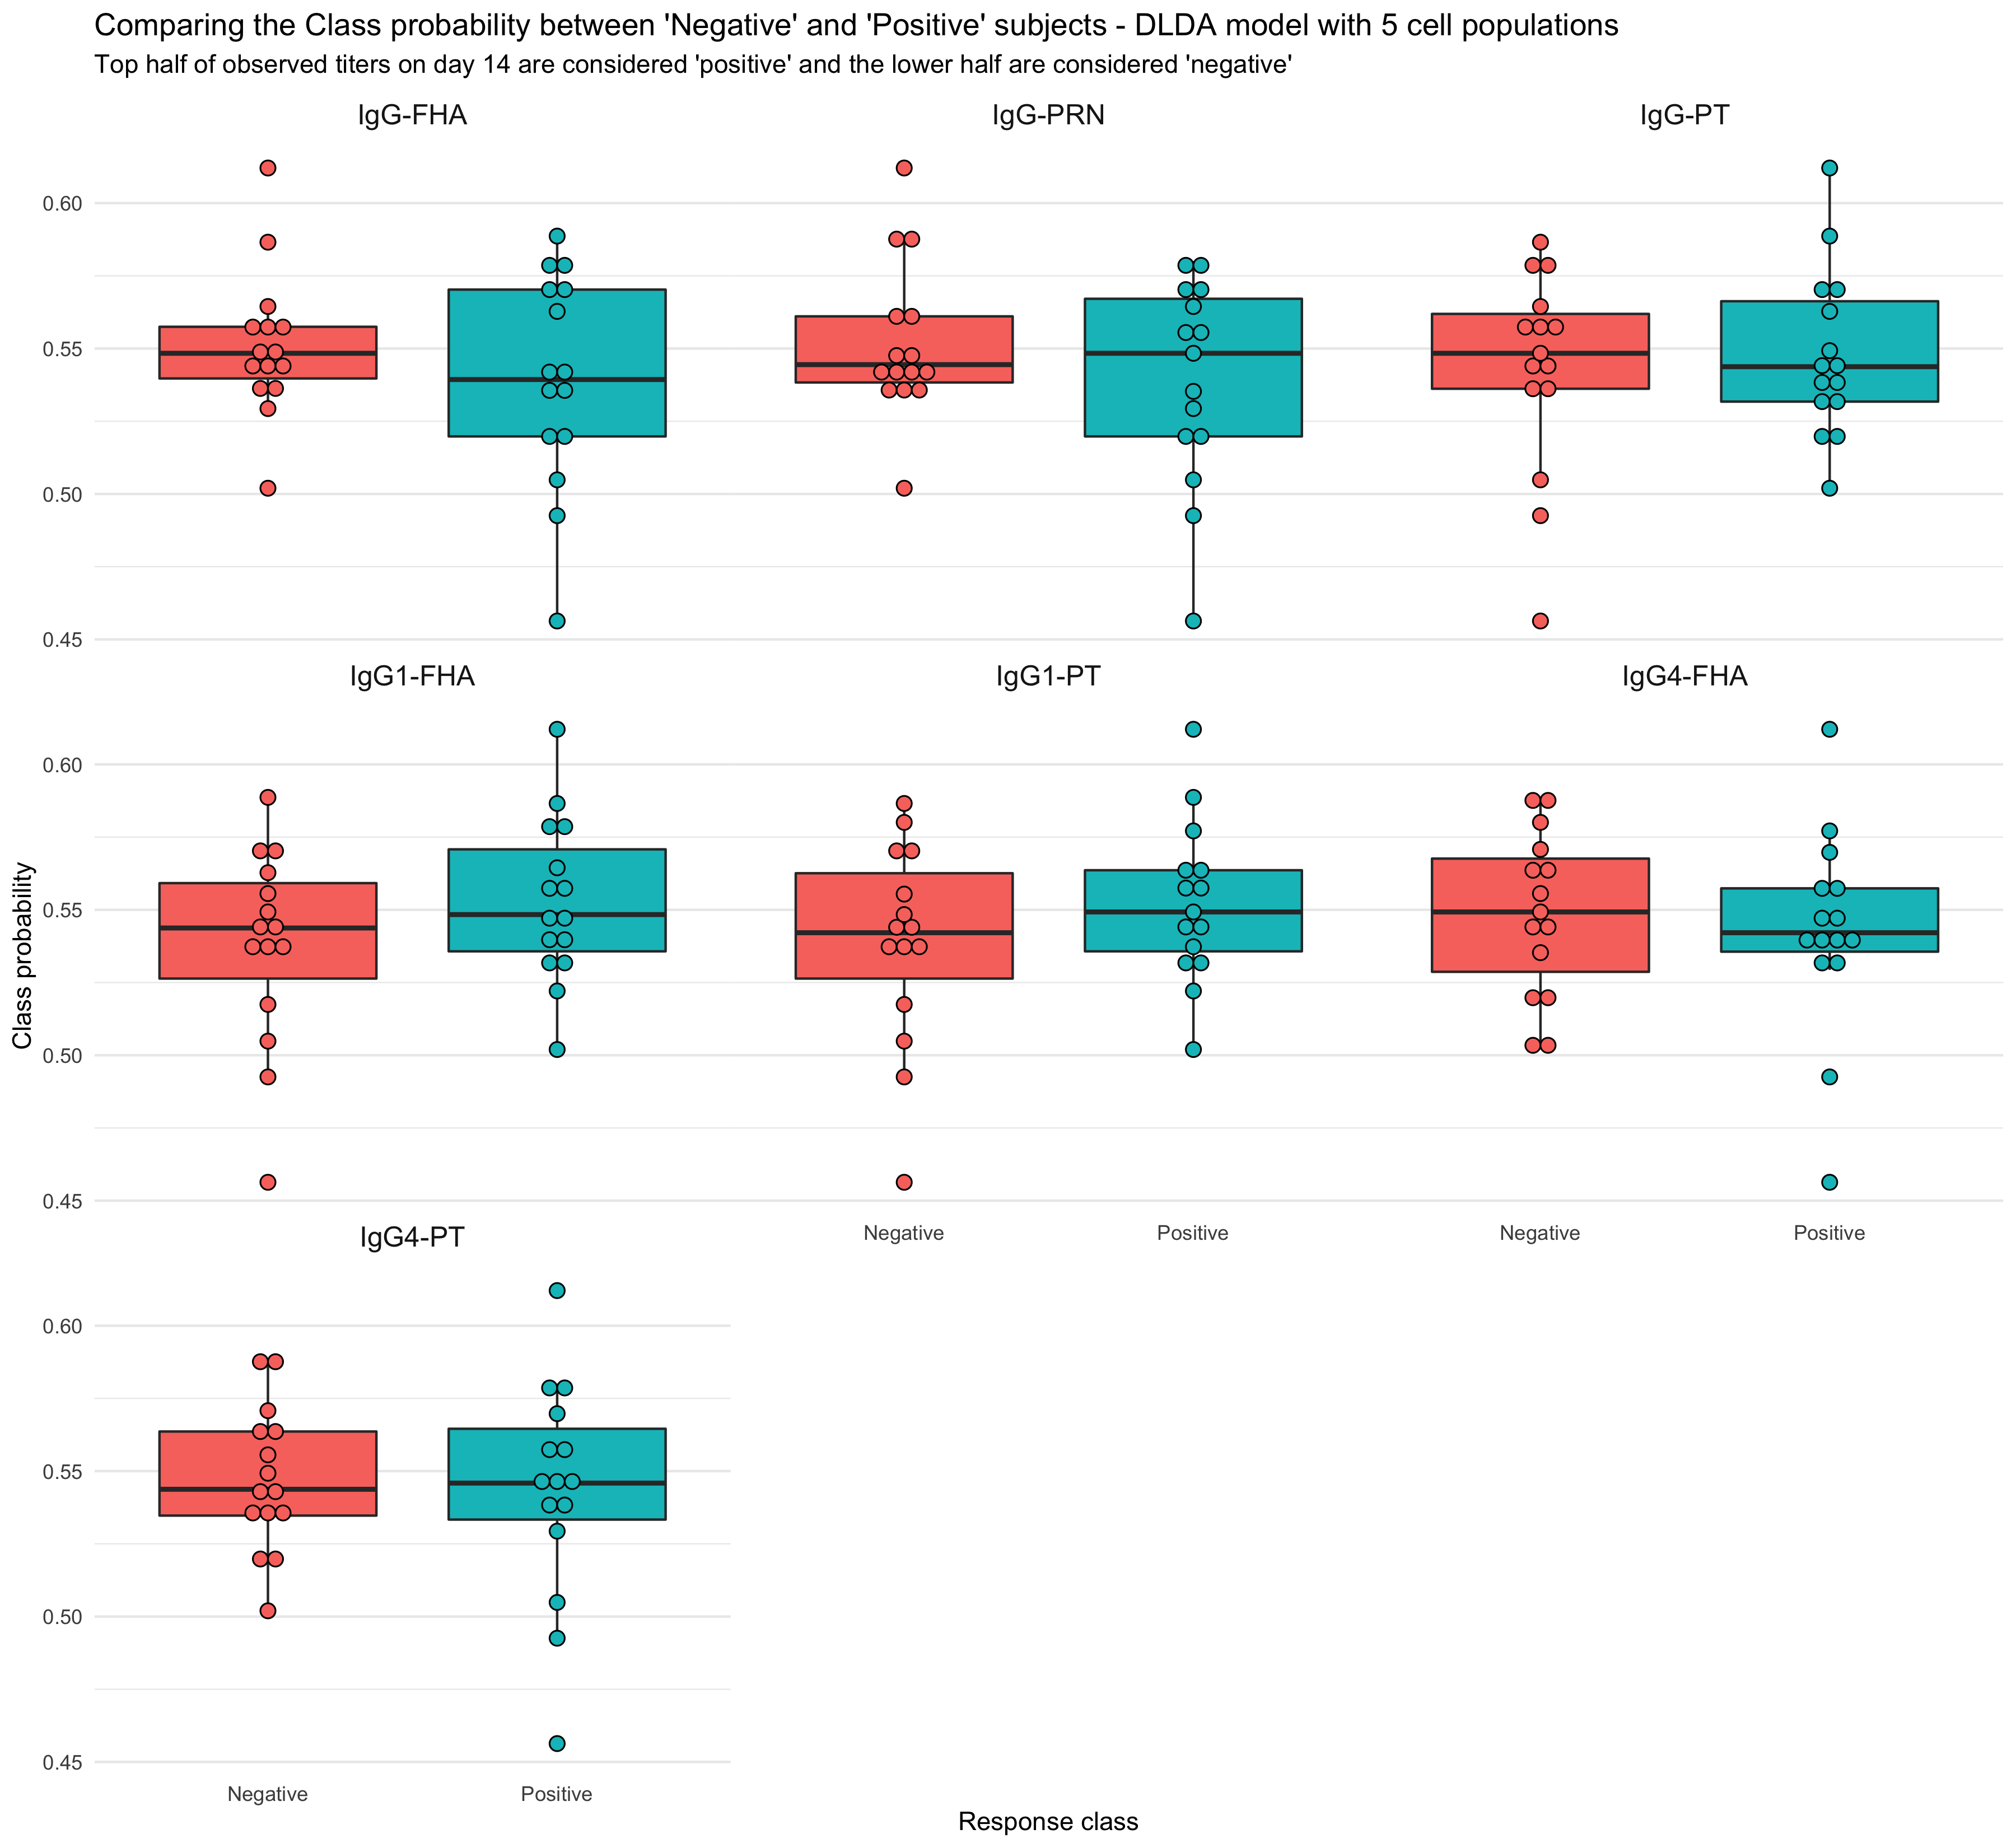 Comparing the Class probability between 'Negative' and 'Positive' subjects - DLDA model with 5 cell populations
Top half of observed titers on day 14 are considered 'positive' and the lower half are considered 'negative'
IgG-FHA
IgG-PRN
IgG-PT
0.60
0.55
0.50
0.45
IgG1-FHA
IgG1-PT
IgG4-FHA
0.60
0.55
0.50
0.45
Class probability
Negative
Positive
Negative
Positive
IgG4-PT
0.60
0.55
0.50
0.45
Negative
Positive
Response class